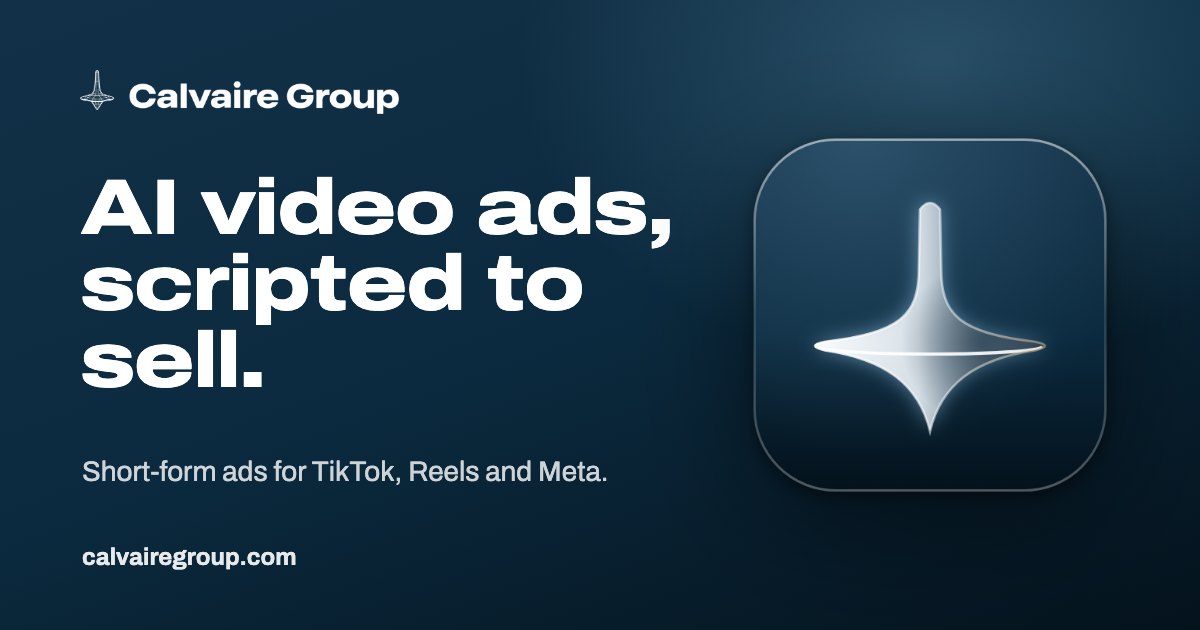 Calvaire Group
AI video ads,
scripted to
sell.
Short-form ads for TikTok, Reels and Meta.
calvairegroup.com